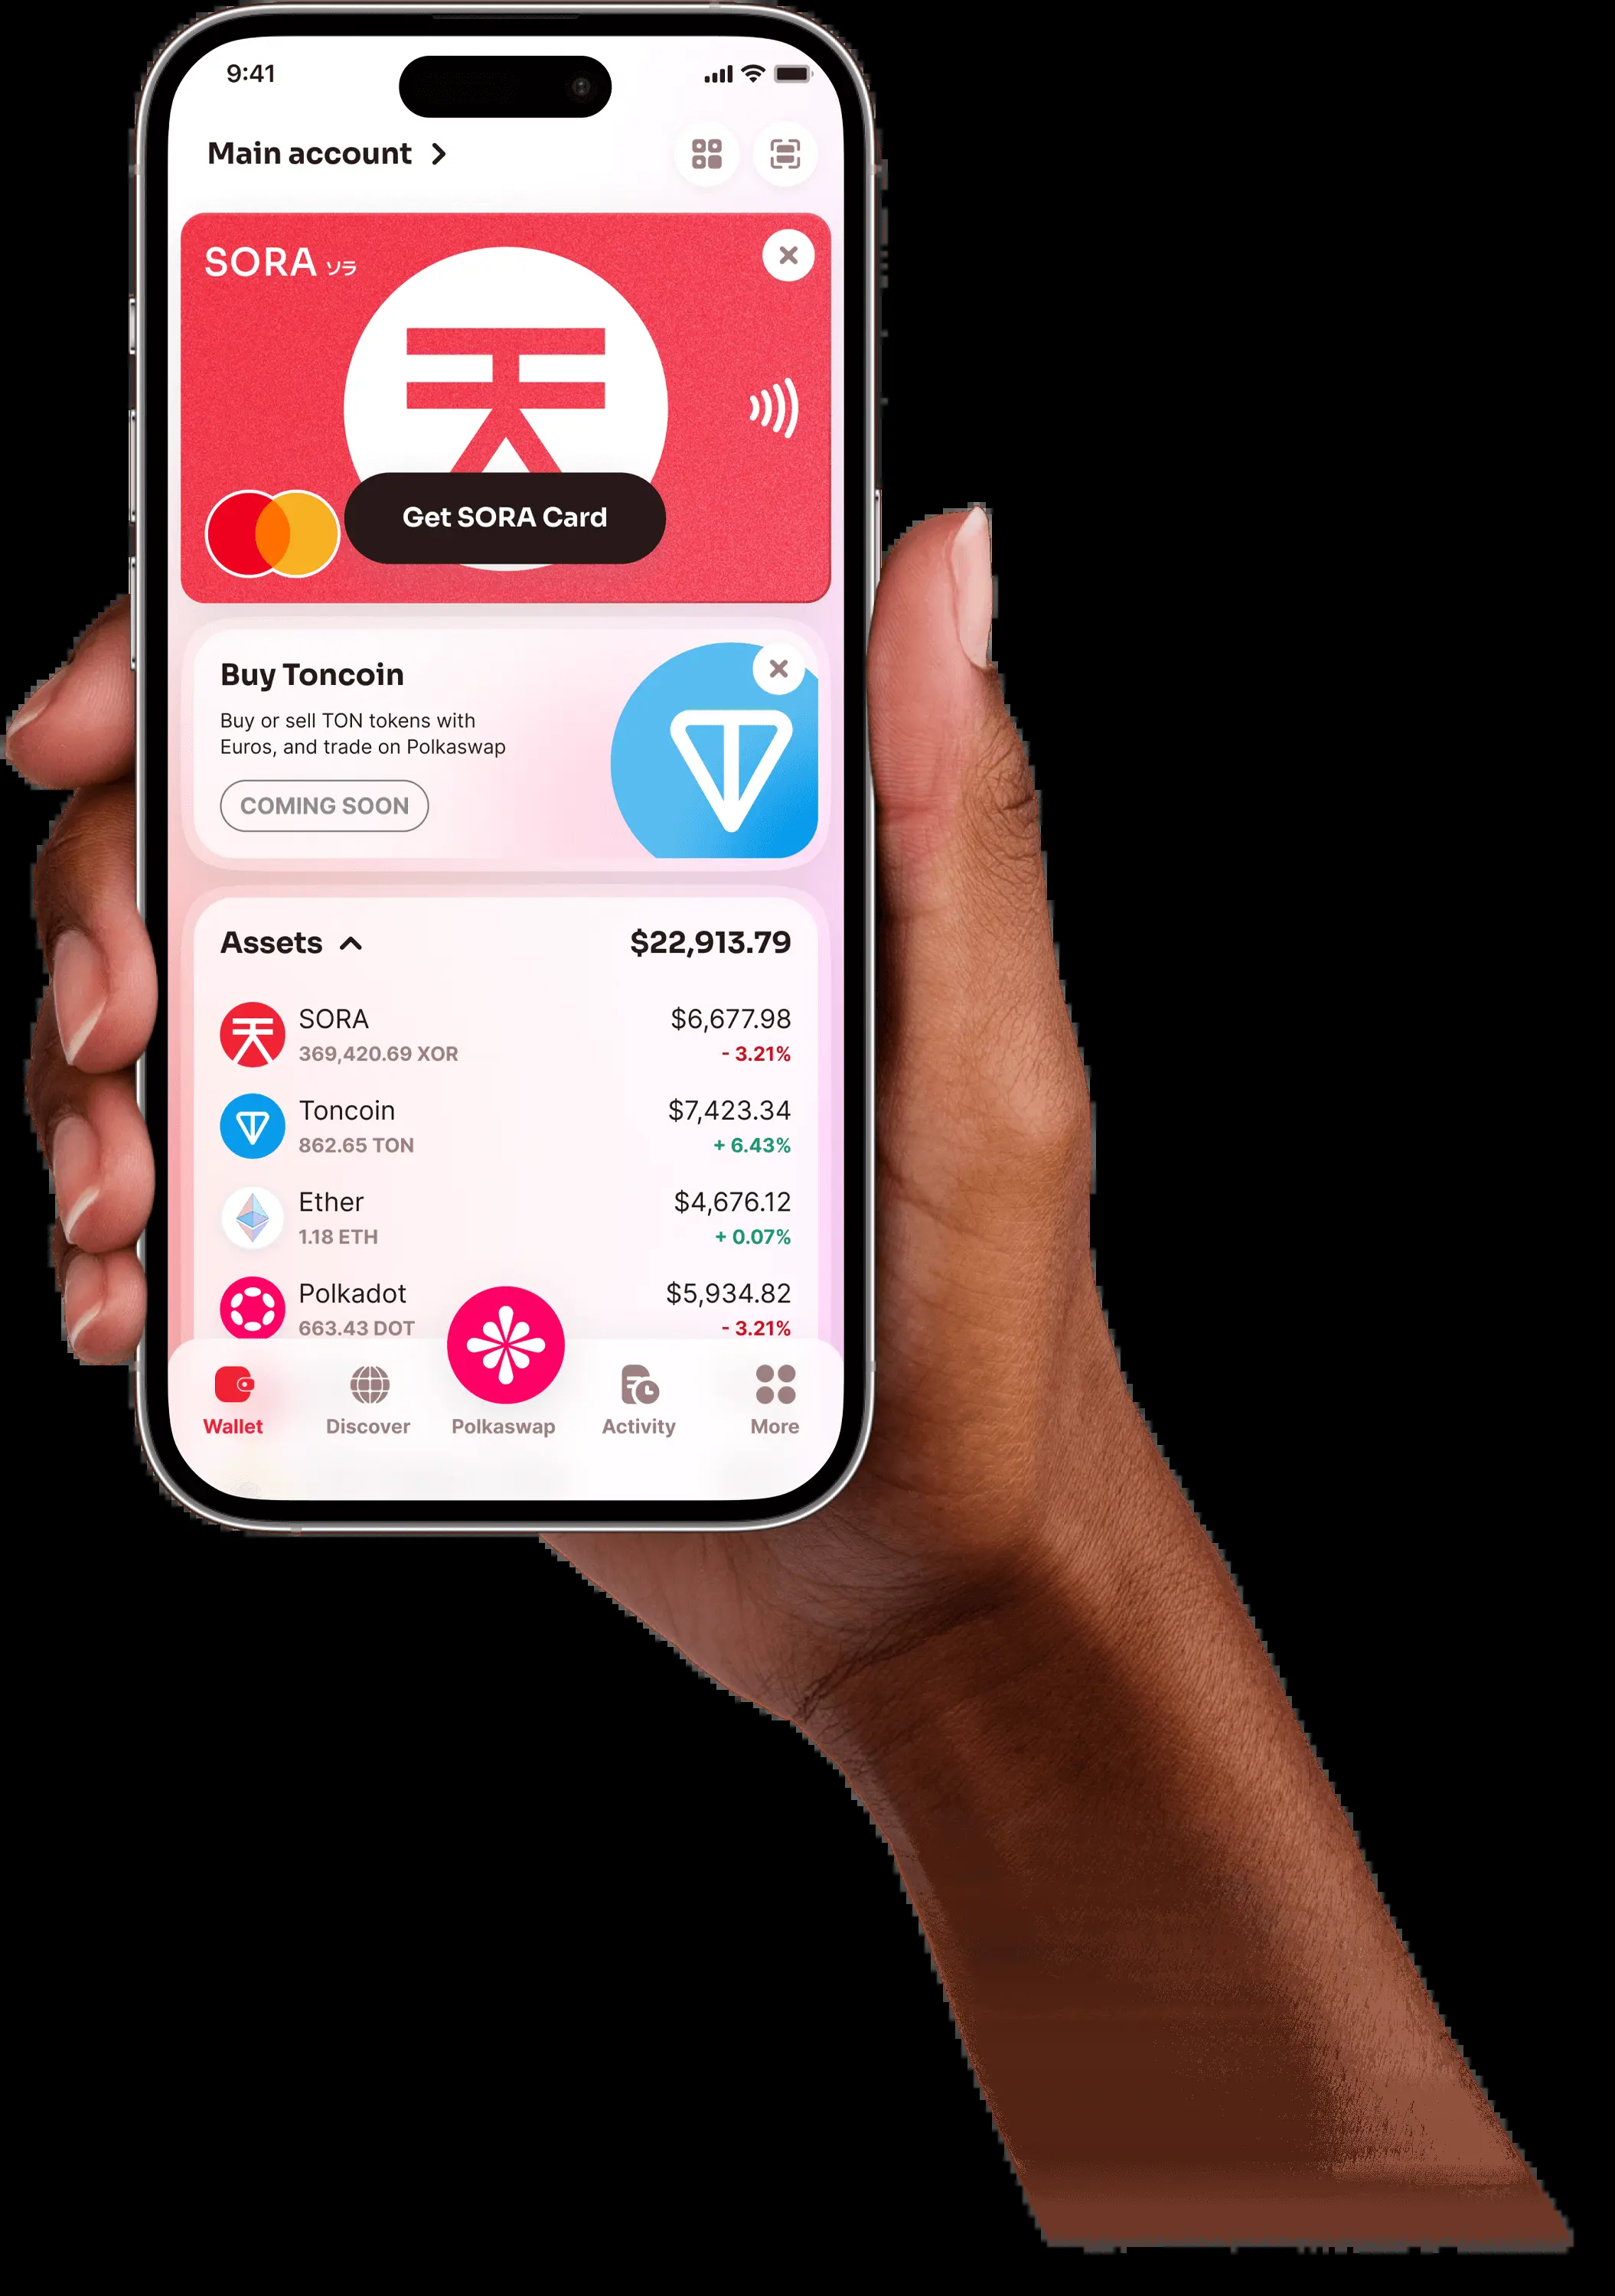 9:41
Main account
SORA ソラ
天
Get SORA Card
Buy Toncoin
Buy or sell TON tokens with
Euros, and trade on Polkaswap
COMING SOON
Assets $22,913.79
SORA $6,677.98
369,420.69 XOR - 3.21%
Toncoin $7,423.34
862.65 TON + 6.43%
Ether $4,676.12
1.18 ETH + 0.07%
Polkadot $5,934.82
663.43 DOT - 3.21%
Wallet Discover Polkaswap Activity More